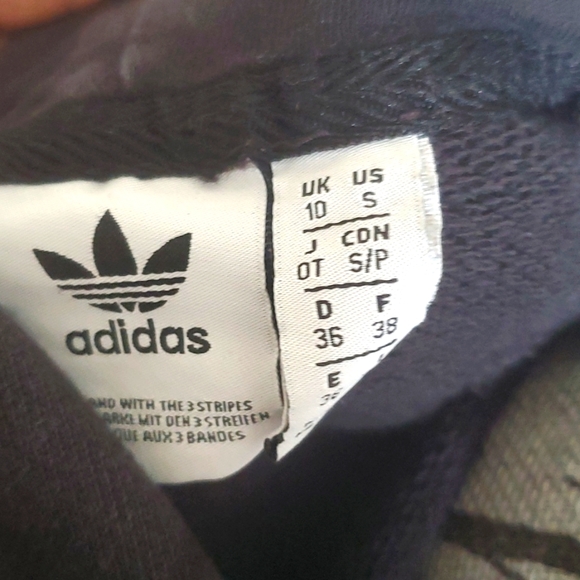 adidas
AND WITH THE 3 STRIPES
MARKE MIT DEN 3 STREIFEN
QUE AUX 3 BANDES
UK US
10 S
J CDN
OT S/P
D F
36 38
E